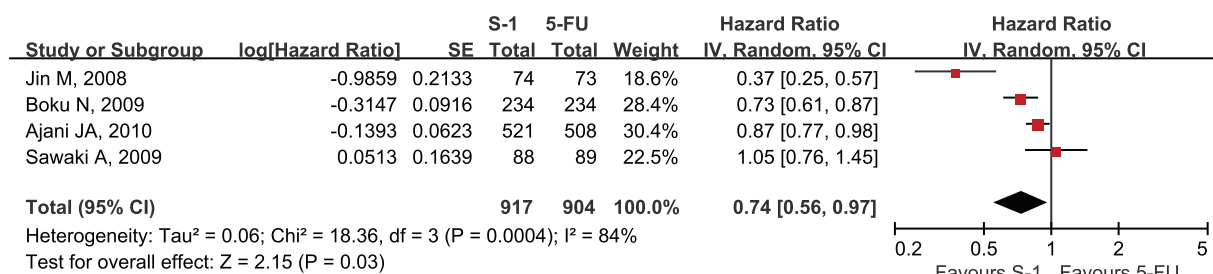 S-1 5-FU Hazard Ratio Hazard Ratio
Study or Subgroup log[Hazard Ratio] SE Total Total Weight IV, Random, 95% CI IV, Random, 95% CI
Jin M, 2008 -0.9859 0.2133 74 73 18.6% 0.37 [0.25, 0.57]
Boku N, 2009 -0.3147 0.0916 234 234 28.4% 0.73 [0.61, 0.87]
Ajani JA, 2010 -0.1393 0.0623 521 508 30.4% 0.87 [0.77, 0.98]
Sawaki A, 2009 0.0513 0.1639 88 89 22.5% 1.05 [0.76, 1.45]
Total (95% CI) 917 904 100.0% 0.74 [0.56, 0.97]
Heterogeneity: Tau² = 0.06; Chi² = 18.36, df = 3 (P = 0.0004); I² = 84%
Test for overall effect: Z = 2.15 (P = 0.03)
0.2 0.5 1 2 5
Favours S-1 Favours 5-FU